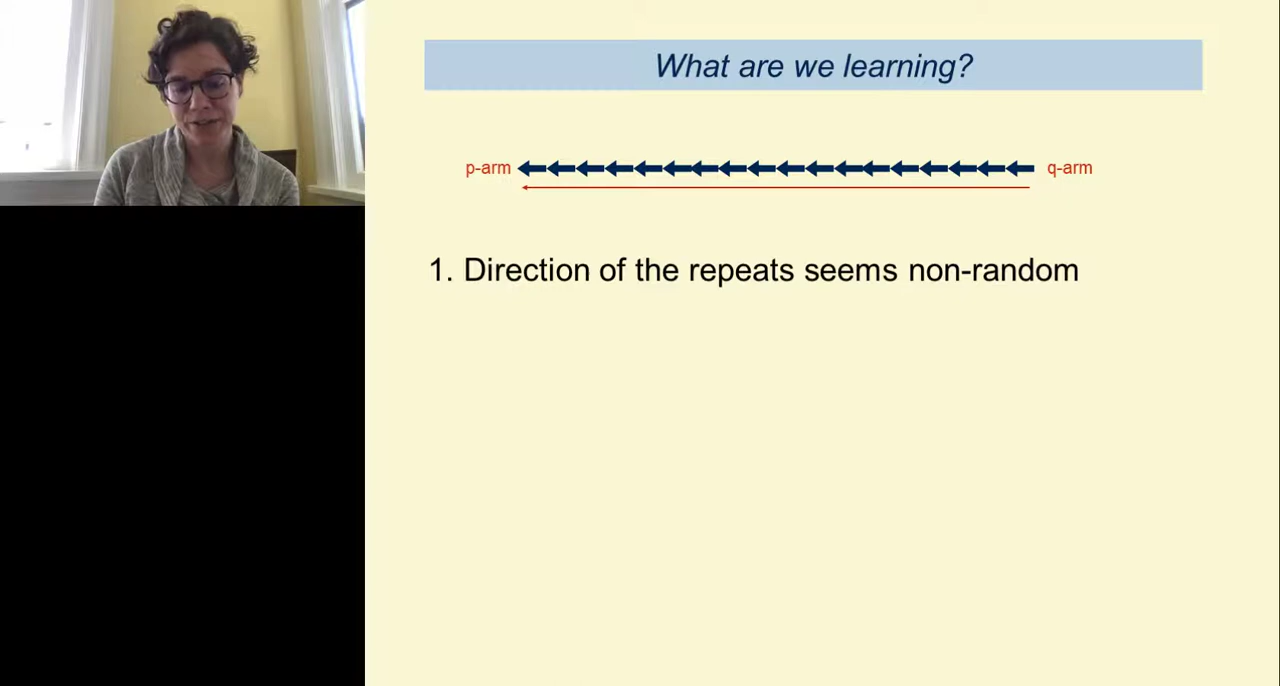 What are we learning?
p-arm q-arm
1. Direction of the repeats seems non-random